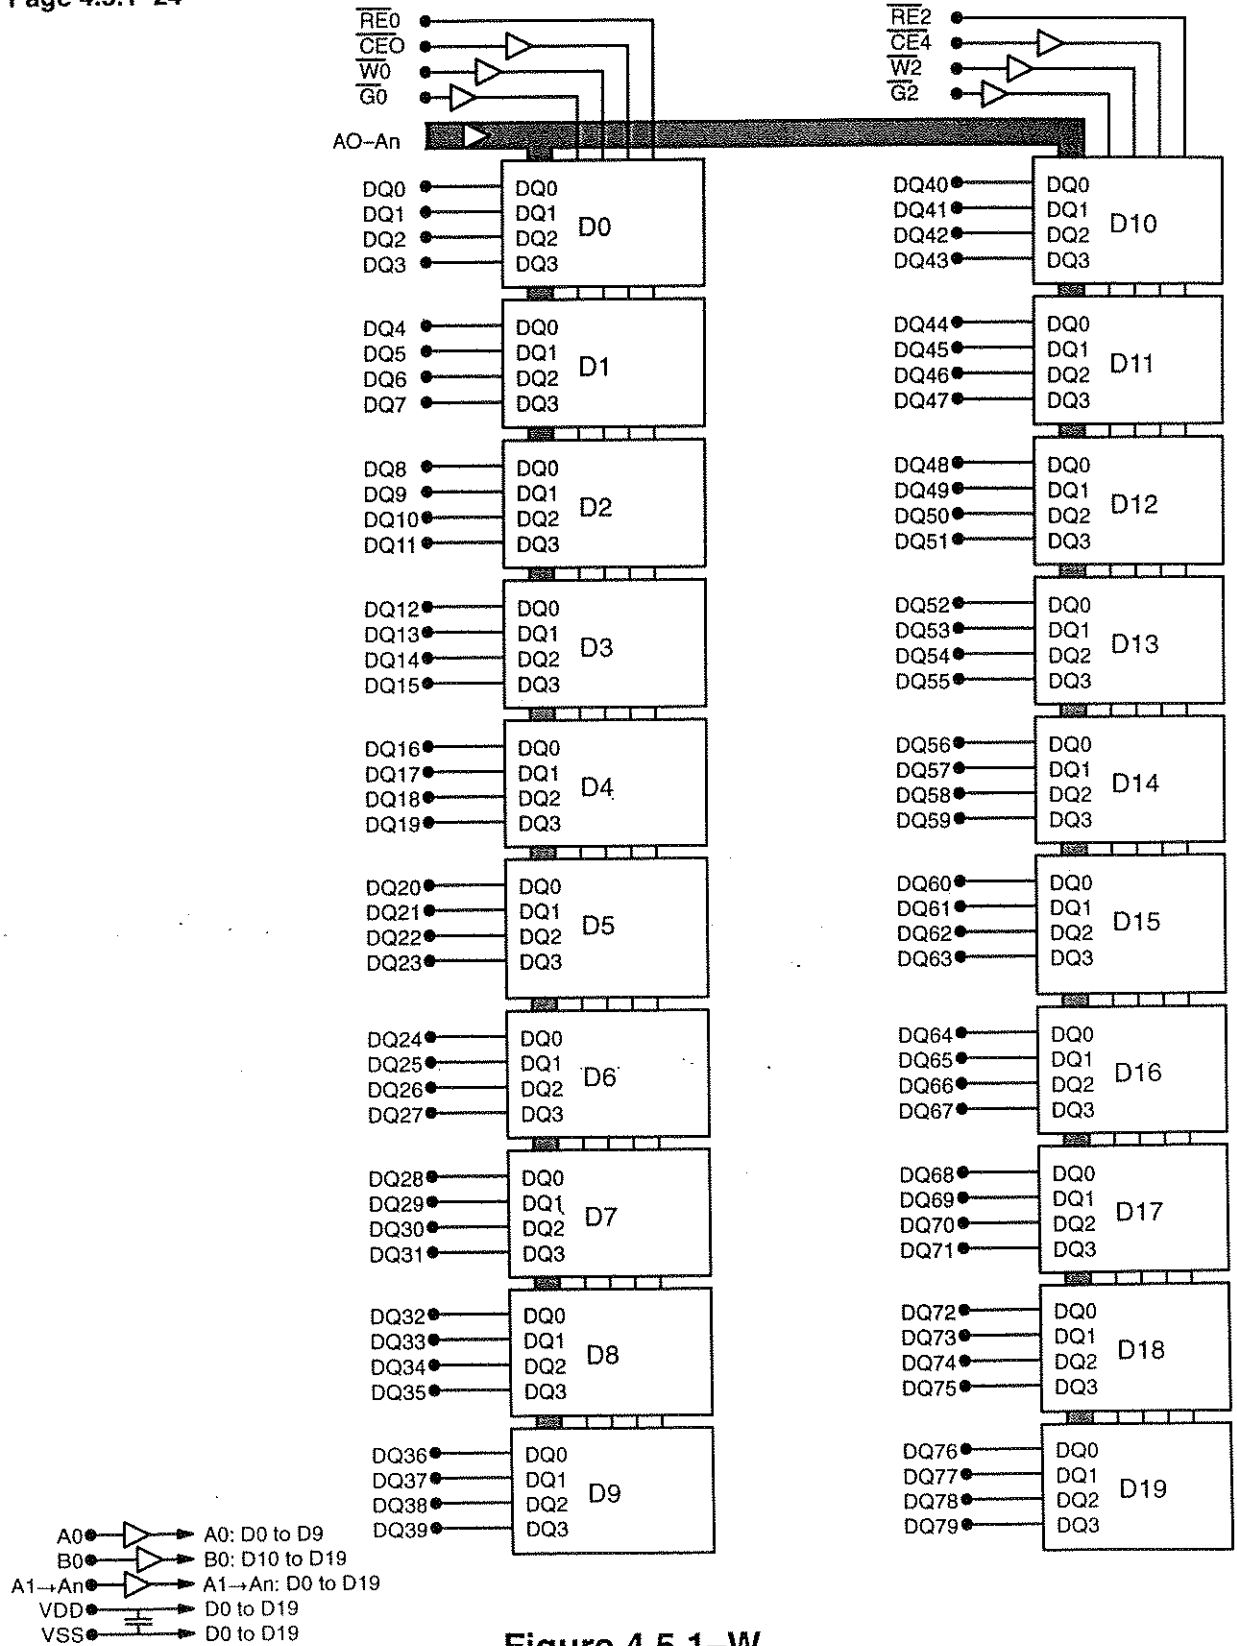 Page 4.5.1–24
RE0
CEO
W0
G0
AO–An
RE2
CE4
W2
G2
DQ0 DQ0
DQ1 DQ1
DQ2 DQ2
DQ3 DQ3
D0
DQ4 DQ0
DQ5 DQ1
DQ6 DQ2
DQ7 DQ3
D1
DQ8 DQ0
DQ9 DQ1
DQ10 DQ2
DQ11 DQ3
D2
DQ12 DQ0
DQ13 DQ1
DQ14 DQ2
DQ15 DQ3
D3
DQ16 DQ0
DQ17 DQ1
DQ18 DQ2
DQ19 DQ3
D4
DQ20 DQ0
DQ21 DQ1
DQ22 DQ2
DQ23 DQ3
D5
DQ24 DQ0
DQ25 DQ1
DQ26 DQ2
DQ27 DQ3
D6
DQ28 DQ0
DQ29 DQ1
DQ30 DQ2
DQ31 DQ3
D7
DQ32 DQ0
DQ33 DQ1
DQ34 DQ2
DQ35 DQ3
D8
DQ36 DQ0
DQ37 DQ1
DQ38 DQ2
DQ39 DQ3
D9
DQ40 DQ0
DQ41 DQ1
DQ42 DQ2
DQ43 DQ3
D10
DQ44 DQ0
DQ45 DQ1
DQ46 DQ2
DQ47 DQ3
D11
DQ48 DQ0
DQ49 DQ1
DQ50 DQ2
DQ51 DQ3
D12
DQ52 DQ0
DQ53 DQ1
DQ54 DQ2
DQ55 DQ3
D13
DQ56 DQ0
DQ57 DQ1
DQ58 DQ2
DQ59 DQ3
D14
DQ60 DQ0
DQ61 DQ1
DQ62 DQ2
DQ63 DQ3
D15
DQ64 DQ0
DQ65 DQ1
DQ66 DQ2
DQ67 DQ3
D16
DQ68 DQ0
DQ69 DQ1
DQ70 DQ2
DQ71 DQ3
D17
DQ72 DQ0
DQ73 DQ1
DQ74 DQ2
DQ75 DQ3
D18
DQ76 DQ0
DQ77 DQ1
DQ78 DQ2
DQ79 DQ3
D19
A0 A0: D0 to D9
B0 B0: D10 to D19
A1→An A1→An: D0 to D19
VDD D0 to D19
VSS D0 to D19
Figure 4.5.1–W